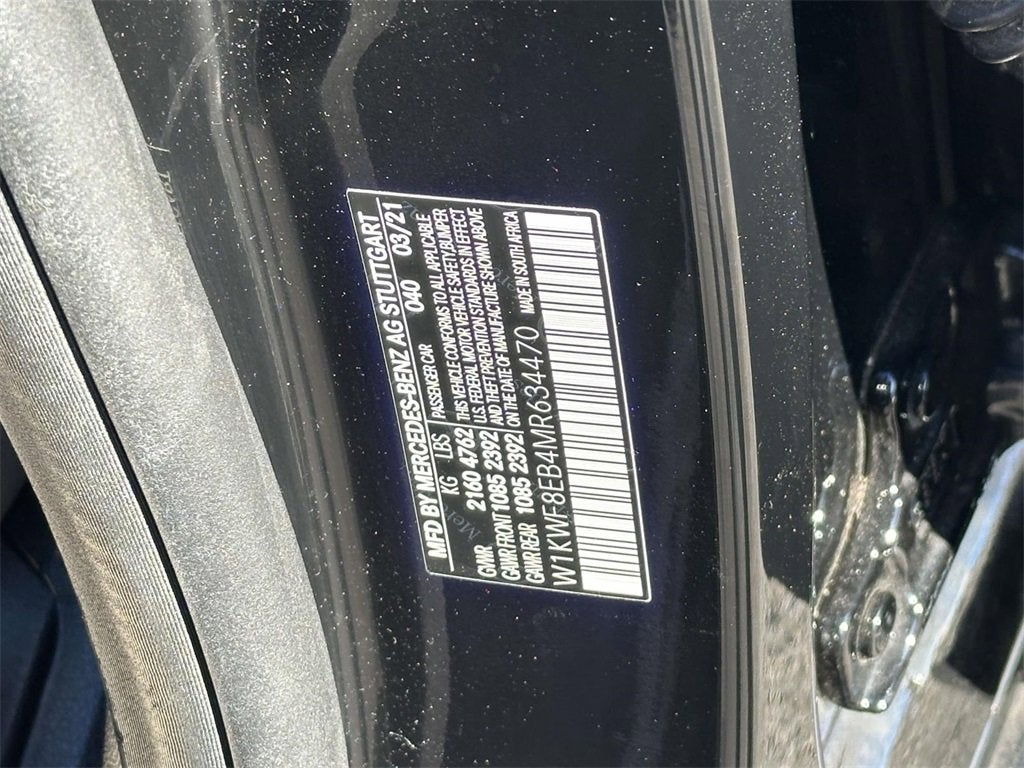 MFD BY MERCEDES-BENZ AG STUTTGART
KG LBS PASSENGER CAR 040 03/21
GMR 2160 4762 THIS VEHICLE CONFORMS TO ALL APPLICABLE
U.S. FEDERAL MOTOR VEHICLE SAFETY,BUMPER
GAWR FRONT 1085 2392 AND THEFT PREVENTION STANDARDS IN EFFECT
GAWR REAR 1085 2392 ON THE DATE OF MANUFACTURE SHOWN ABOVE
W1KWF8EB4MR634470 MADE IN SOUTH AFRICA